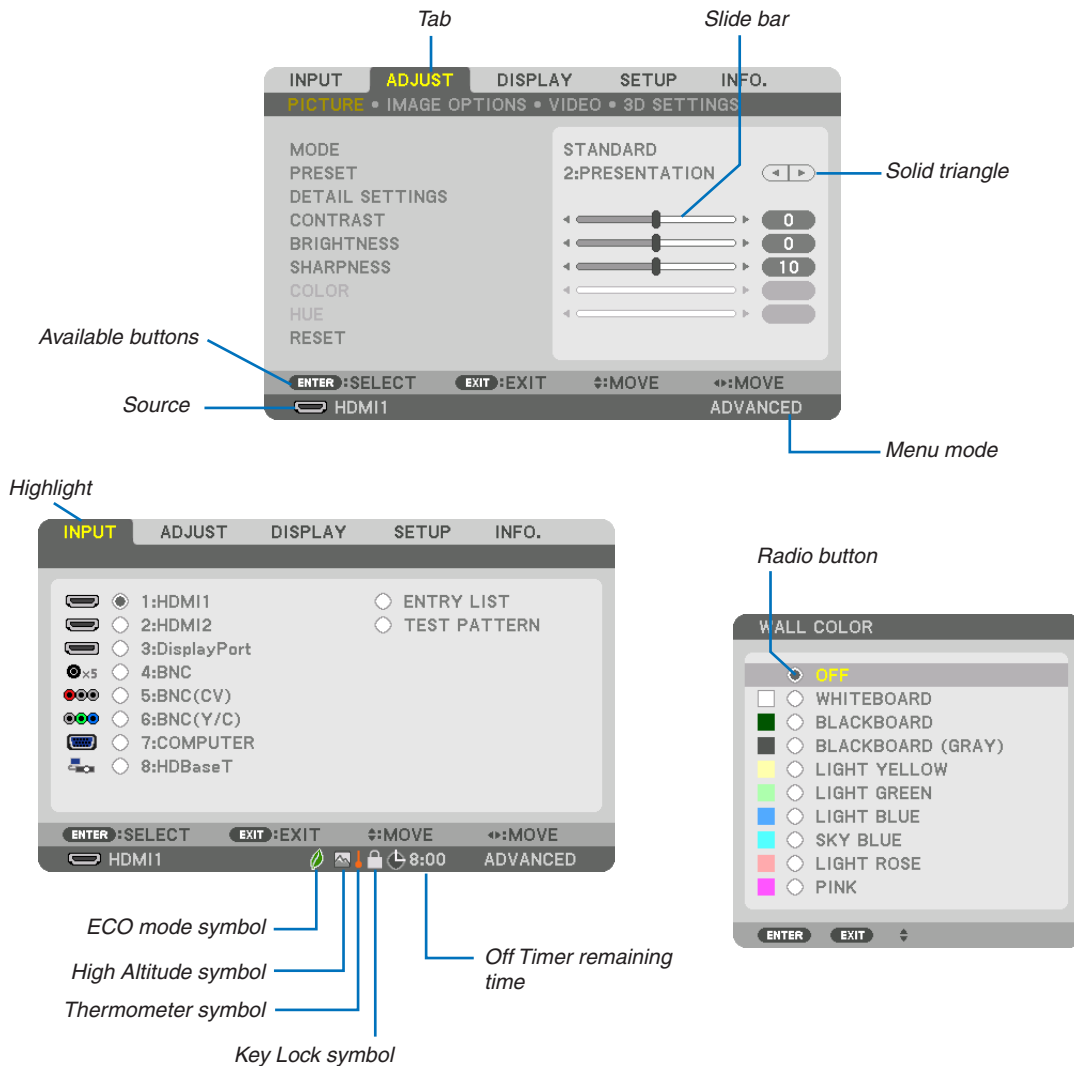 Tab
Slide bar
INPUT ADJUST DISPLAY SETUP INFO.
PICTURE • IMAGE OPTIONS • VIDEO • 3D SETTINGS
MODE STANDARD
PRESET 2:PRESENTATION
Solid triangle
DETAIL SETTINGS
CONTRAST 0
BRIGHTNESS 0
SHARPNESS 10
COLOR
HUE
RESET
Available buttons
ENTER :SELECT EXIT :EXIT :MOVE :MOVE
Source
HDMI1 ADVANCED
Menu mode
Highlight
INPUT ADJUST DISPLAY SETUP INFO.
1:HDMI1 ENTRY LIST
2:HDMI2 TEST PATTERN
3:DisplayPort
×5 4:BNC
5:BNC(CV)
6:BNC(Y/C)
7:COMPUTER
8:HDBaseT
ENTER :SELECT EXIT :EXIT :MOVE :MOVE
HDMI1 8:00 ADVANCED
ECO mode symbol
High Altitude symbol
Thermometer symbol
Key Lock symbol
Off Timer remaining
time
Radio button
WALL COLOR
OFF
WHITEBOARD
BLACKBOARD
BLACKBOARD (GRAY)
LIGHT YELLOW
LIGHT GREEN
LIGHT BLUE
SKY BLUE
LIGHT ROSE
PINK
ENTER EXIT